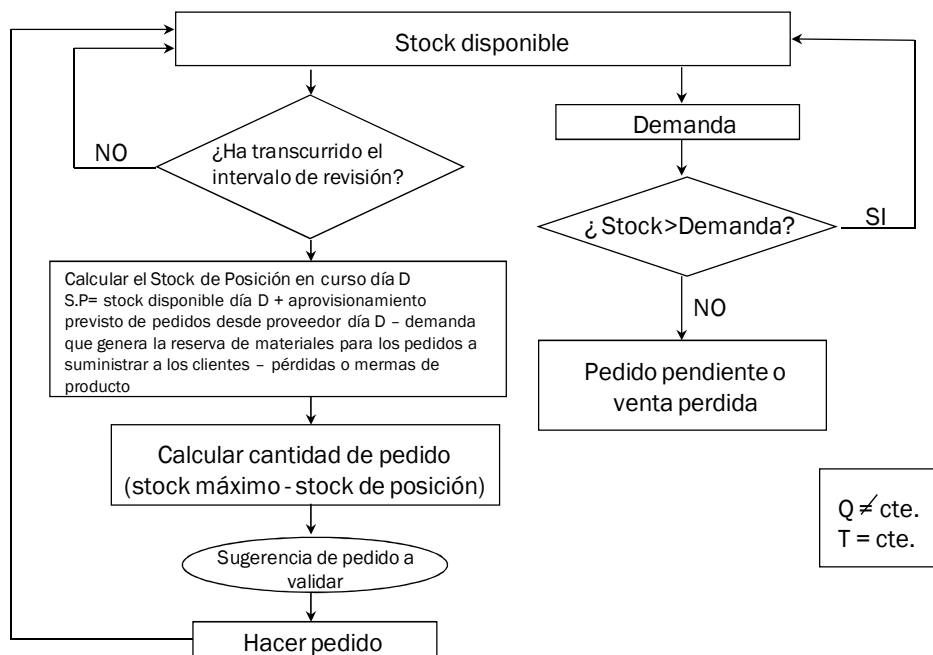 Stock disponible
NO
¿Ha transcurrido el
intervalo de revisión?
Demanda
¿Stock>Demanda?
SI
NO
Calcular el Stock de Posición en curso día D
S.P= stock disponible día D + aprovisionamiento
previsto de pedidos desde proveedor día D – demanda
que genera la reserva de materiales para los pedidos a
suministrar a los clientes – pérdidas o mermas de
producto
Pedido pendiente o
venta perdida
Calcular cantidad de pedido
(stock máximo - stock de posición)
Q ≠ cte.
T = cte.
Sugerencia de pedido a
validar
Hacer pedido